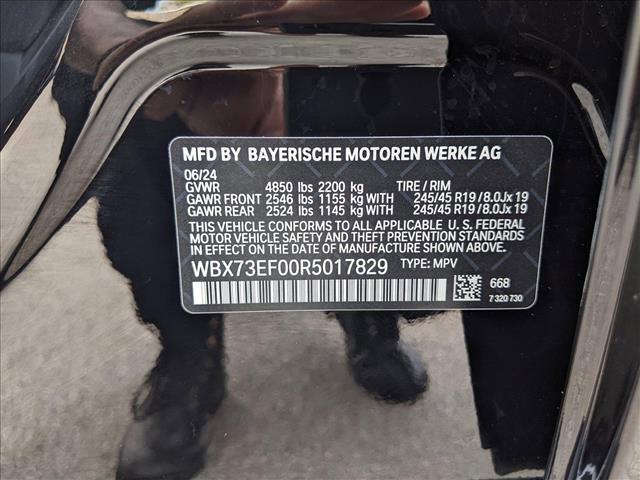 MFD BY BAYERISCHE MOTOREN WERKE AG
06/24
GVWR 4850 lbs 2200 kg TIRE / RIM
GAWR FRONT 2546 lbs 1155 kg WITH 245/45 R19 / 8.0Jx 19
GAWR REAR 2524 lbs 1145 kg WITH 245/45 R19 / 8.0Jx 19
THIS VEHICLE CONFORMS TO ALL APPLICABLE U.S. FEDERAL
MOTOR VEHICLE SAFETY AND THEFT PREVENTION STANDARDS
IN EFFECT ON THE DATE OF MANUFACTURE SHOWN ABOVE
WBX73EF00R5017829 TYPE: MPV
668
7 320 730